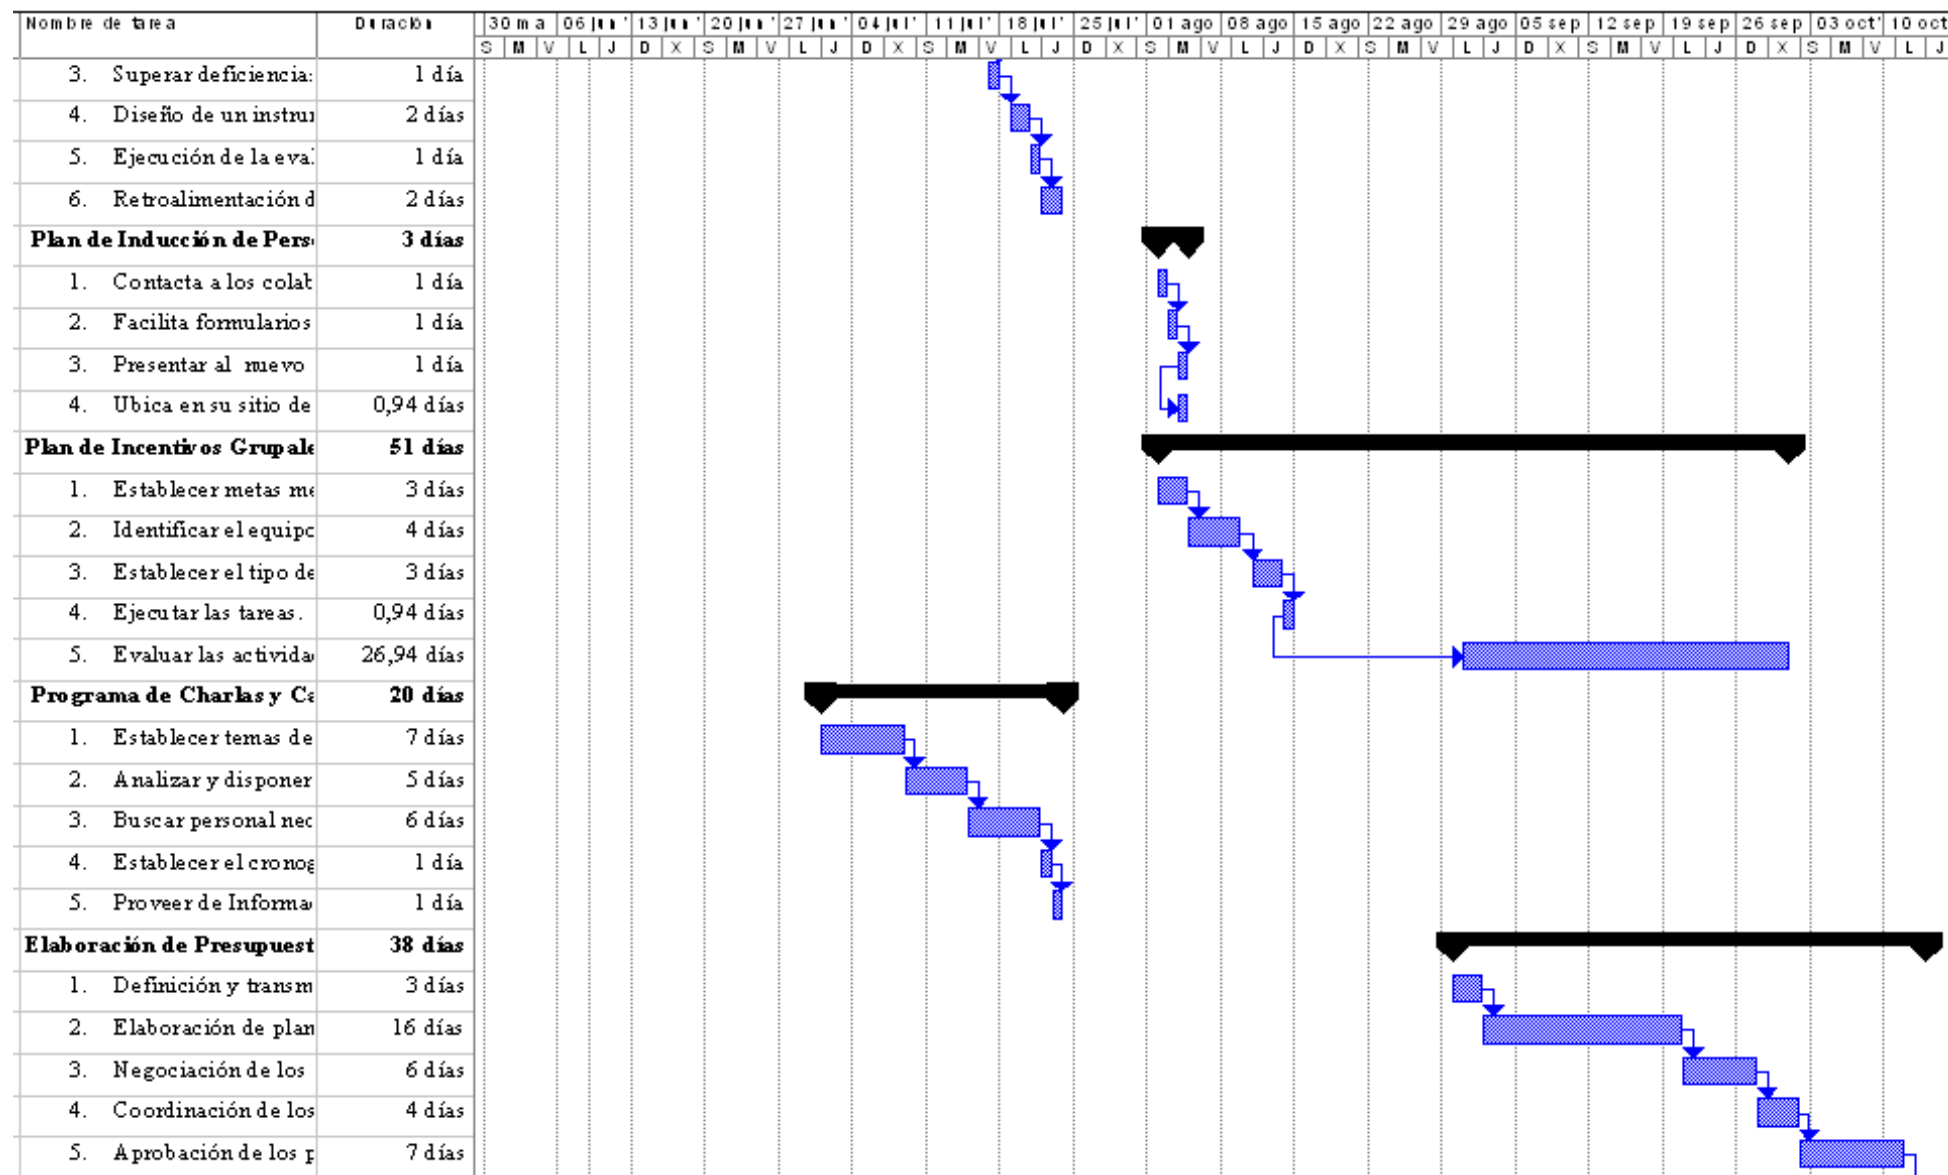 Nombre de tarea Duración 30 ma 06 jun ' 13 jun ' 20 jun ' 27 jun ' 04 jul ' 11 jul ' 18 jul ' 25 jul ' 01 ago 08 ago 15 ago 22 ago 29 ago 05 sep 12 sep 19 sep 26 sep 03 oct' 10 oct
S M V L J D X S M V L J D X S M V L J D X S M V L J D X S M V L J D X S M V L J
3. Superar deficiencia: 1 día
4. Diseño de un instrui 2 días
5. Ejecución de la eval 1 día
6. Retroalimentación d 2 días
Plan de Inducción de Pers 3 días
1. Contacta a los colab 1 día
2. Facilita formularios 1 día
3. Presentar al nuevo 1 día
4. Ubica en su sitio de 0,94 días
Plan de Incentivos Grupale 51 días
1. Establecer metas me 3 días
2. Identificar el equipo 4 días
3. Establecer el tipo de 3 días
4. Ejecutar las tareas. 0,94 días
5. Evaluar las activida 26,94 días
Programa de Charlas y Ca 20 días
1. Establecer temas de 7 días
2. Analizar y disponer 5 días
3. Buscar personal nec 6 días
4. Establecer el cronog 1 día
5. Proveer de Informa 1 día
Elaboración de Presupuest 38 días
1. Definición y transm 3 días
2. Elaboración de plan 16 días
3. Negociación de los 6 días
4. Coordinación de los 4 días
5. Aprobación de los p 7 días